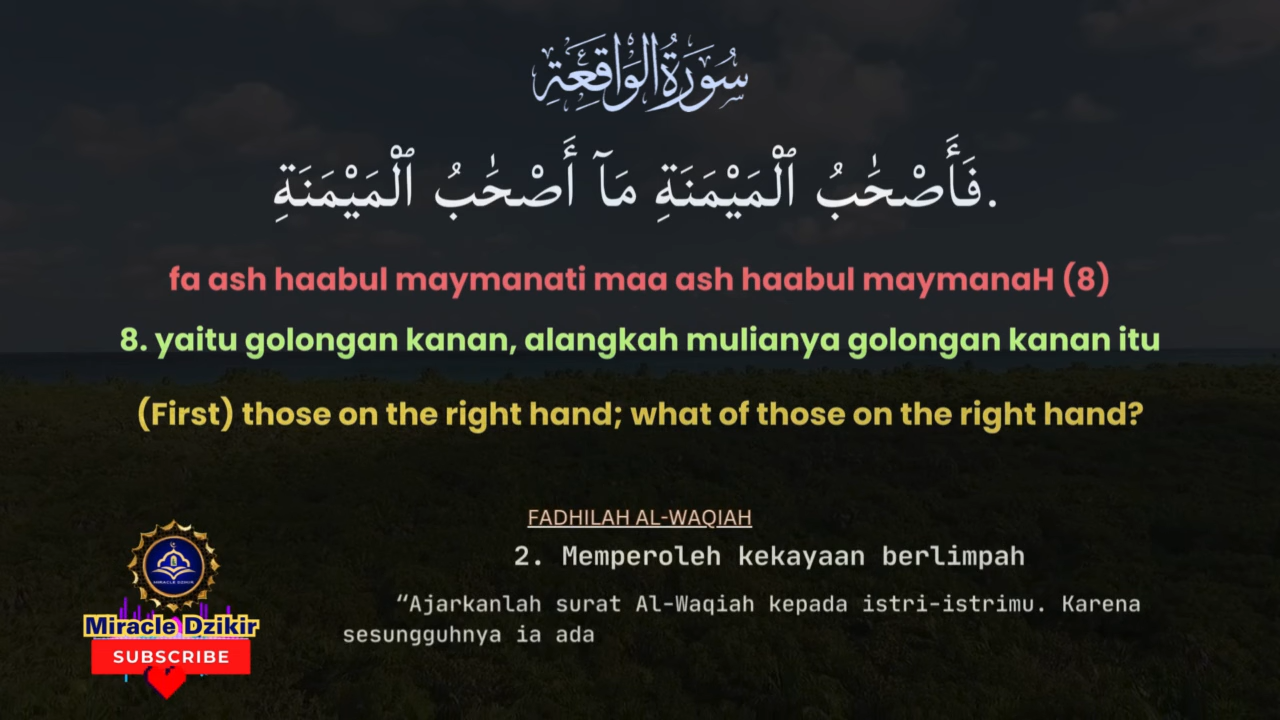 سُورَةُ الْوَاقِعَةِ
فَأَصْحَٰبُ ٱلْمَيْمَنَةِ مَآ أَصْحَٰبُ ٱلْمَيْمَنَةِ.
fa ash haabul maymanati maa ash haabul maymanaH (8)
8. yaitu golongan kanan, alangkah mulianya golongan kanan itu
(First) those on the right hand; what of those on the right hand?
FADHILAH AL-WAQIAH
2. Memperoleh kekayaan berlimpah
“Ajarkanlah surat Al-Waqiah kepada istri-istrimu. Karena
sesungguhnya ia ada
MIRACLE DZIKIR
Miracle Dzikir
SUBSCRIBE